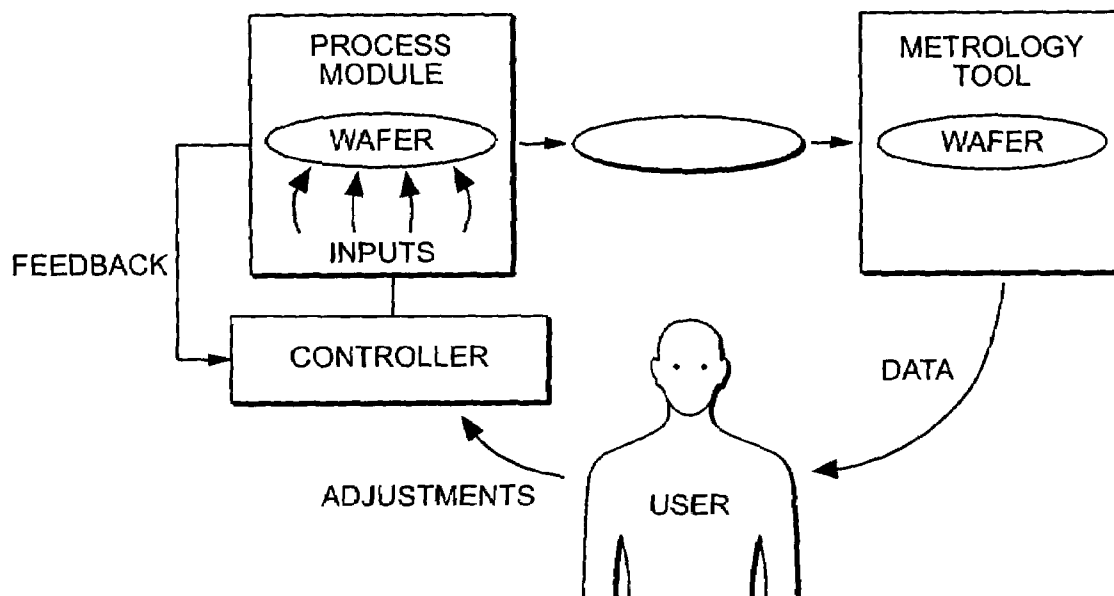 PROCESS
MODULE
WAFER
INPUTS
METROLOGY
TOOL
WAFER
FEEDBACK
CONTROLLER
DATA
ADJUSTMENTS
USER